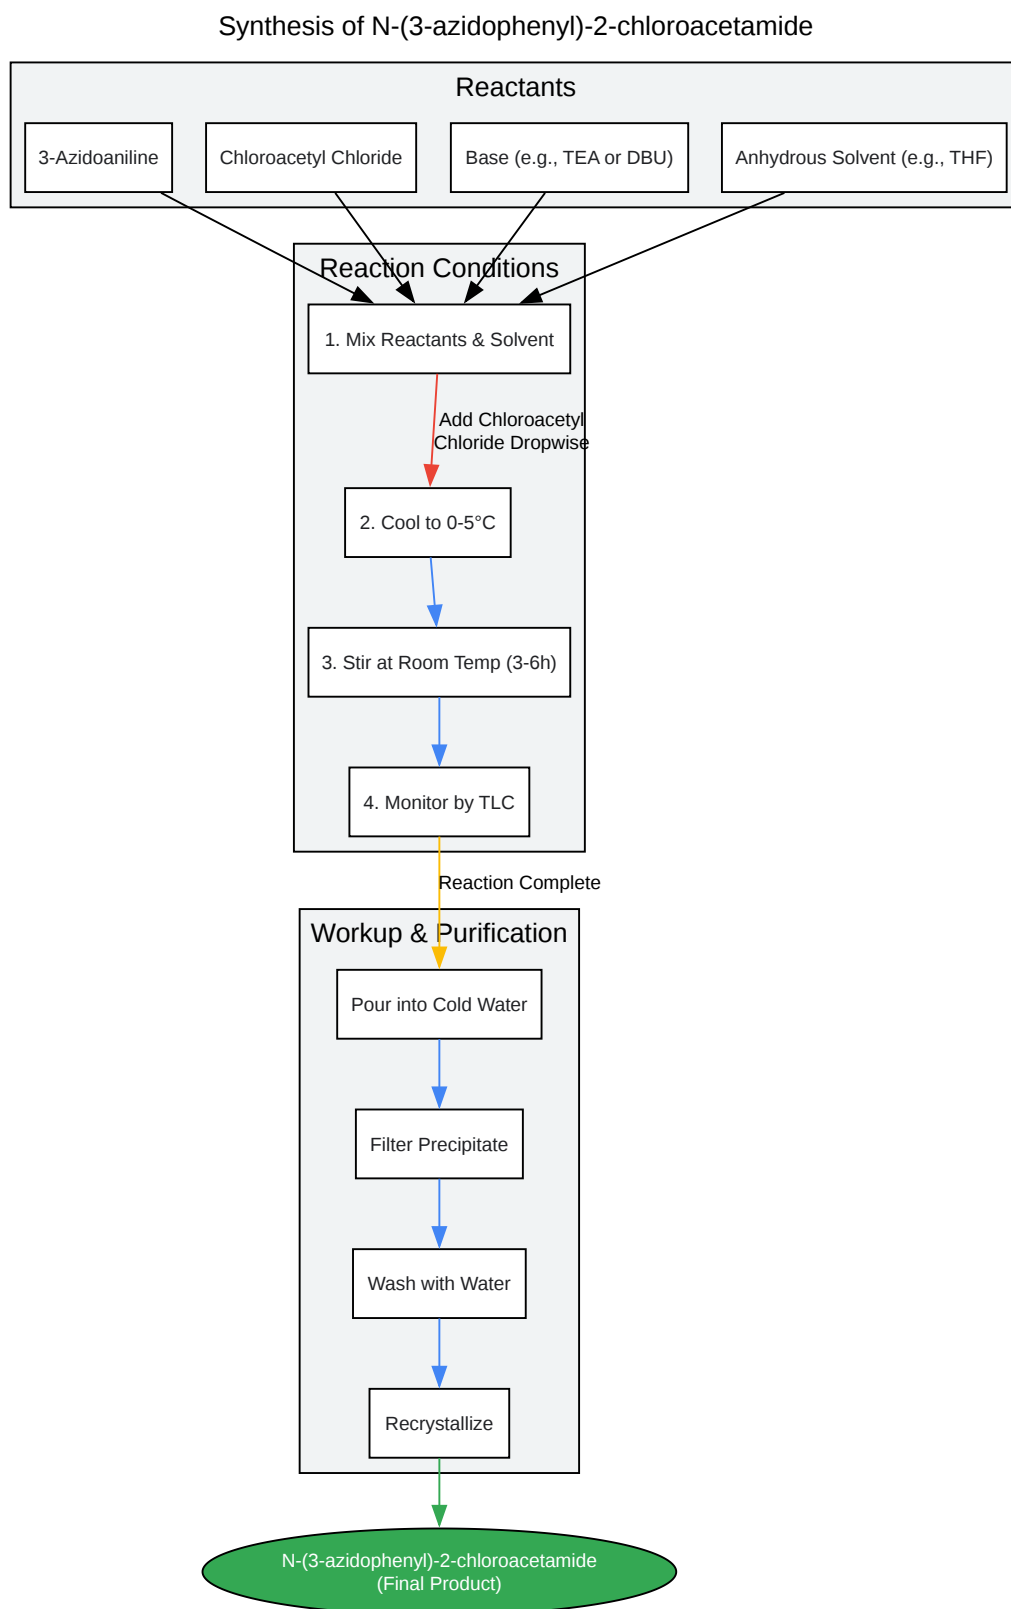 Synthesis of N-(3-azidophenyl)-2-chloroacetamide
Reactants
3-Azidoaniline
Chloroacetyl Chloride
Base (e.g., TEA or DBU)
Anhydrous Solvent (e.g., THF)
Reaction Conditions
1. Mix Reactants & Solvent
Add Chloroacetyl
Chloride Dropwise
2. Cool to 0-5°C
3. Stir at Room Temp (3-6h)
4. Monitor by TLC
Reaction Complete
Workup & Purification
Pour into Cold Water
Filter Precipitate
Wash with Water
Recrystallize
N-(3-azidophenyl)-2-chloroacetamide
(Final Product)